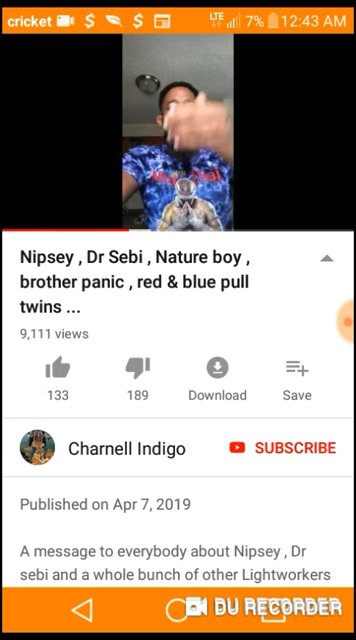 cricket $ $ LTE 7% 12:43 AM
Nipsey , Dr Sebi , Nature boy ,
brother panic , red & blue pull
twins ...
9,111 views
133 189 Download Save
Charnell Indigo SUBSCRIBE
Published on Apr 7, 2019
A message to everybody about Nipsey , Dr
sebi and a whole bunch of other Lightworkers
DU RECORDER